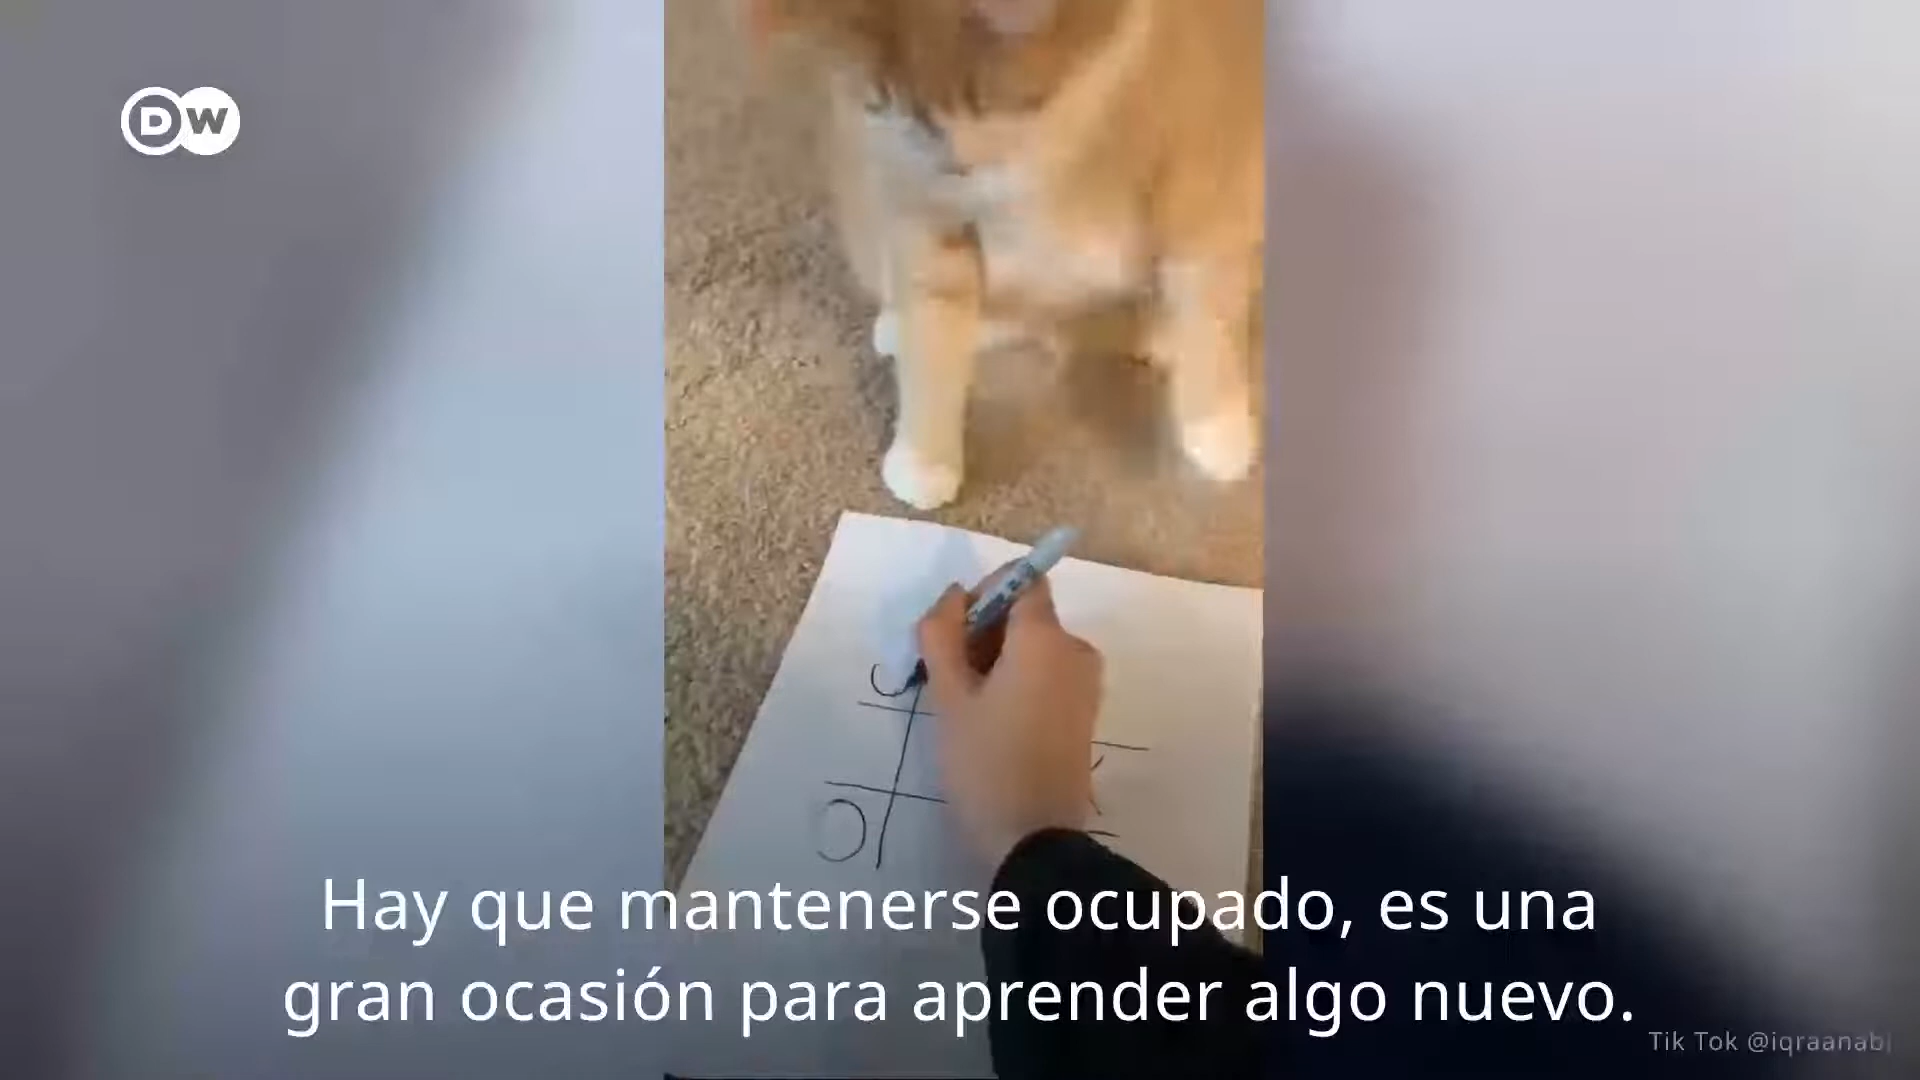 DW
Hay que mantenerse ocupado, es una
gran ocasión para aprender algo nuevo.
Tik Tok @iqraanabi